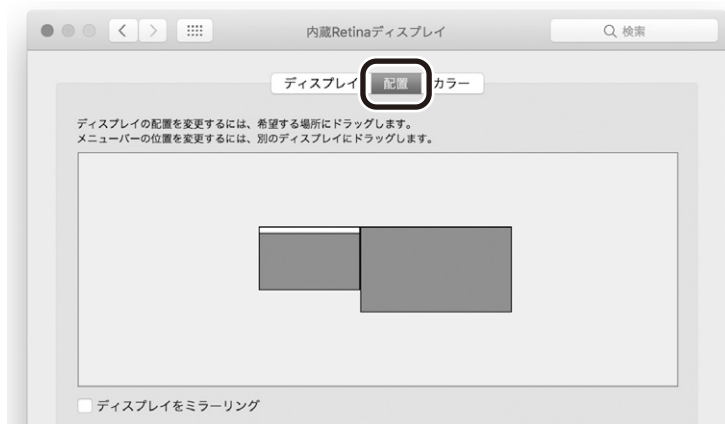 内蔵Retinaディスプレイ
検索
ディスプレイ 配置 カラー
ディスプレイの配置を変更するには、希望する場所にドラッグします。
メニューバーの位置を変更するには、別のディスプレイにドラッグします。
ディスプレイをミラーリング